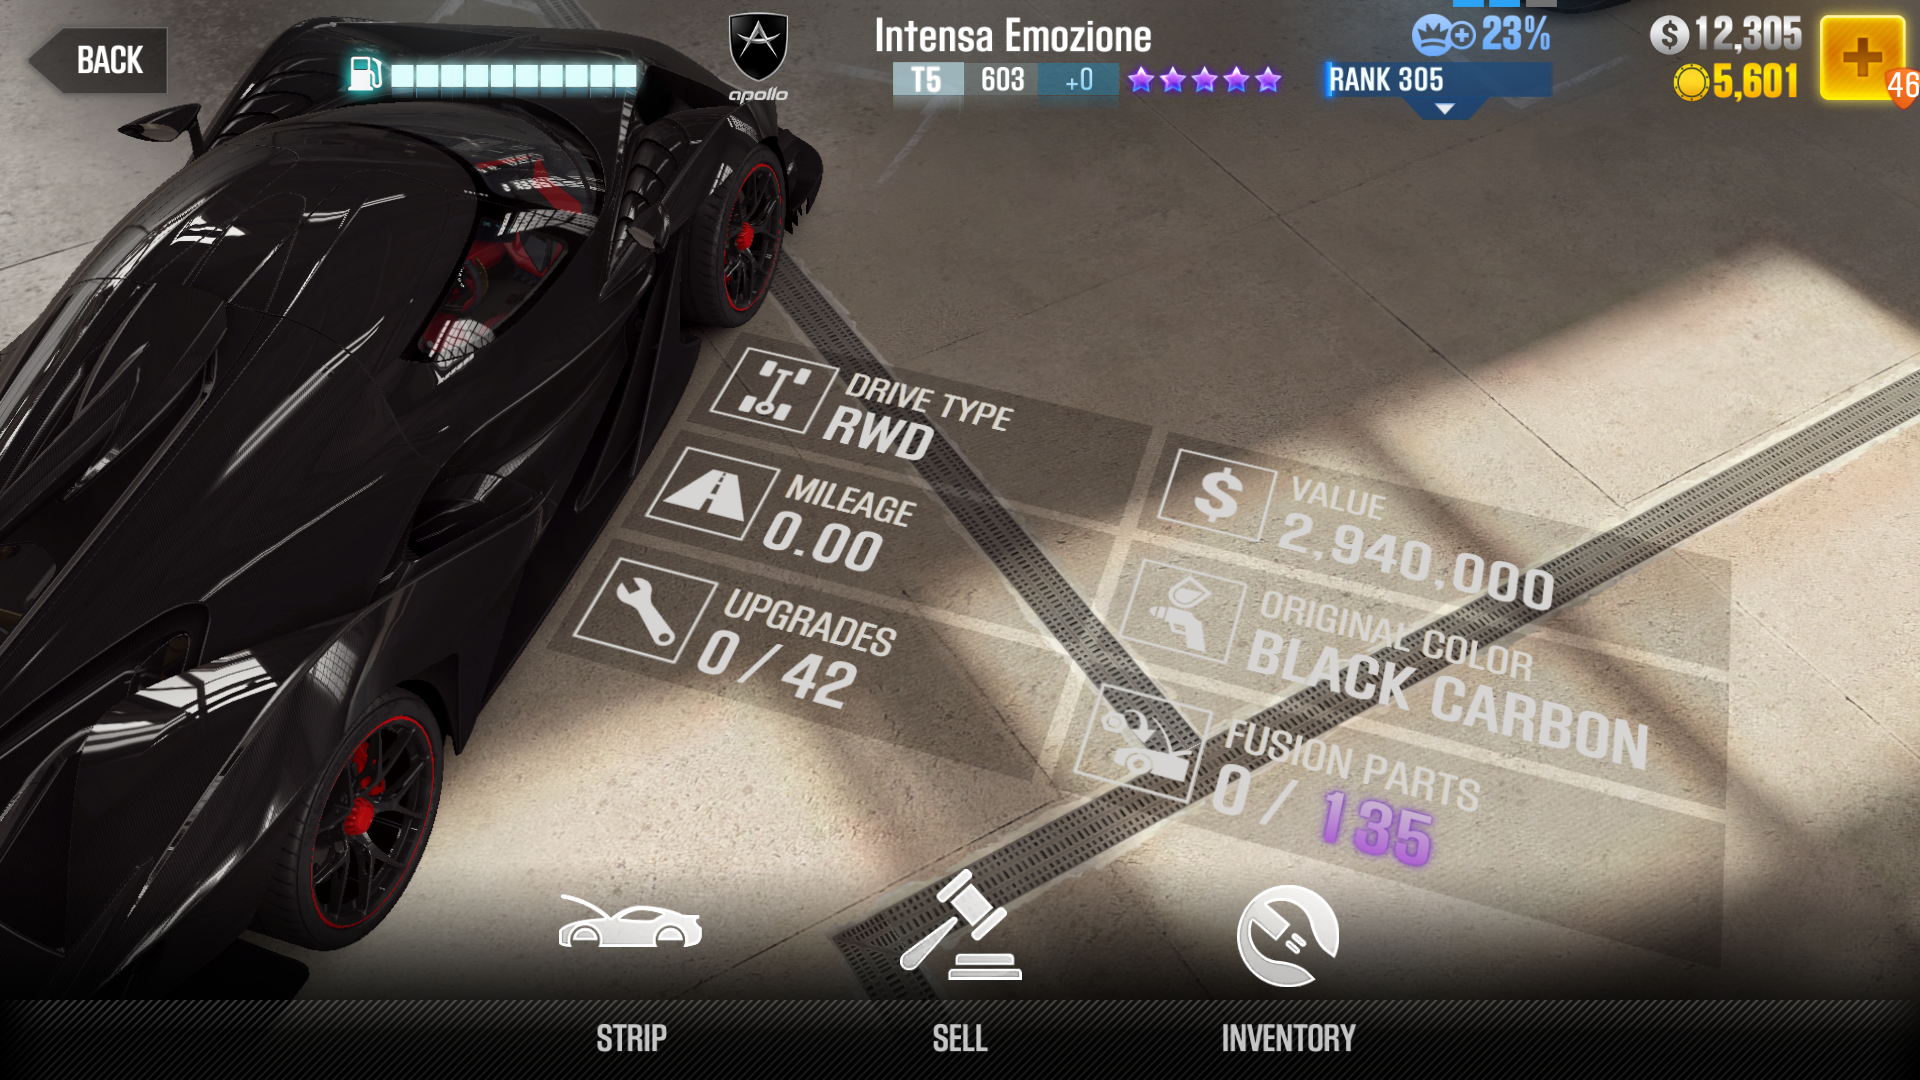 BACK
apollo
Intensa Emozione
T5 603 +0
23%
RANK 305
12,305
5,601
46
DRIVE TYPE
RWD
MILEAGE
0.00
UPGRADES
0/42
VALUE
2,940,000
ORIGINAL COLOR
BLACK CARBON
FUSION PARTS
0/ 135
STRIP
SELL
INVENTORY